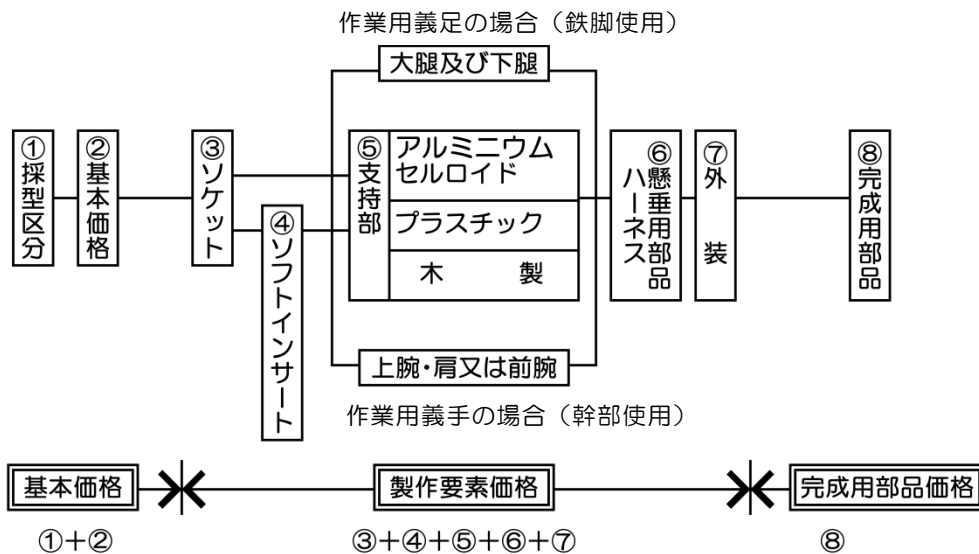 作業用義足の場合（鉄脚使用）
大腿及び下腿
①採型区分
②基本価格
③ソケット
④ソフトインサート
⑤支持部
アルミニウム
セルロイド
プラスチック
木　製
⑥懸垂用部品
ハーネス
⑦外　装
⑧完成用部品
上腕・肩又は前腕
作業用義手の場合（幹部使用）
基本価格
製作要素価格
完成用部品価格
①＋②
③＋④＋⑤＋⑥＋⑦
⑧